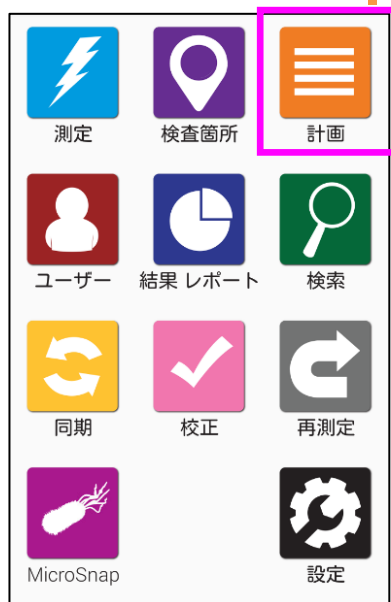 測定 検査箇所 計画
ユーザー 結果 レポート 検索
同期 校正 再測定
MicroSnap 設定